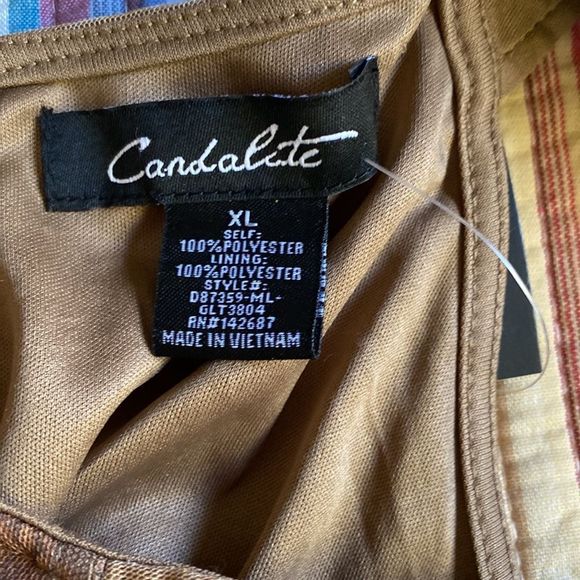 Candalite
XL
SELF:
100%POLYESTER
LINING:
100%POLYESTER
STYLE#:
D87359-ML-
GLT3804
RN#142687
MADE IN VIETNAM